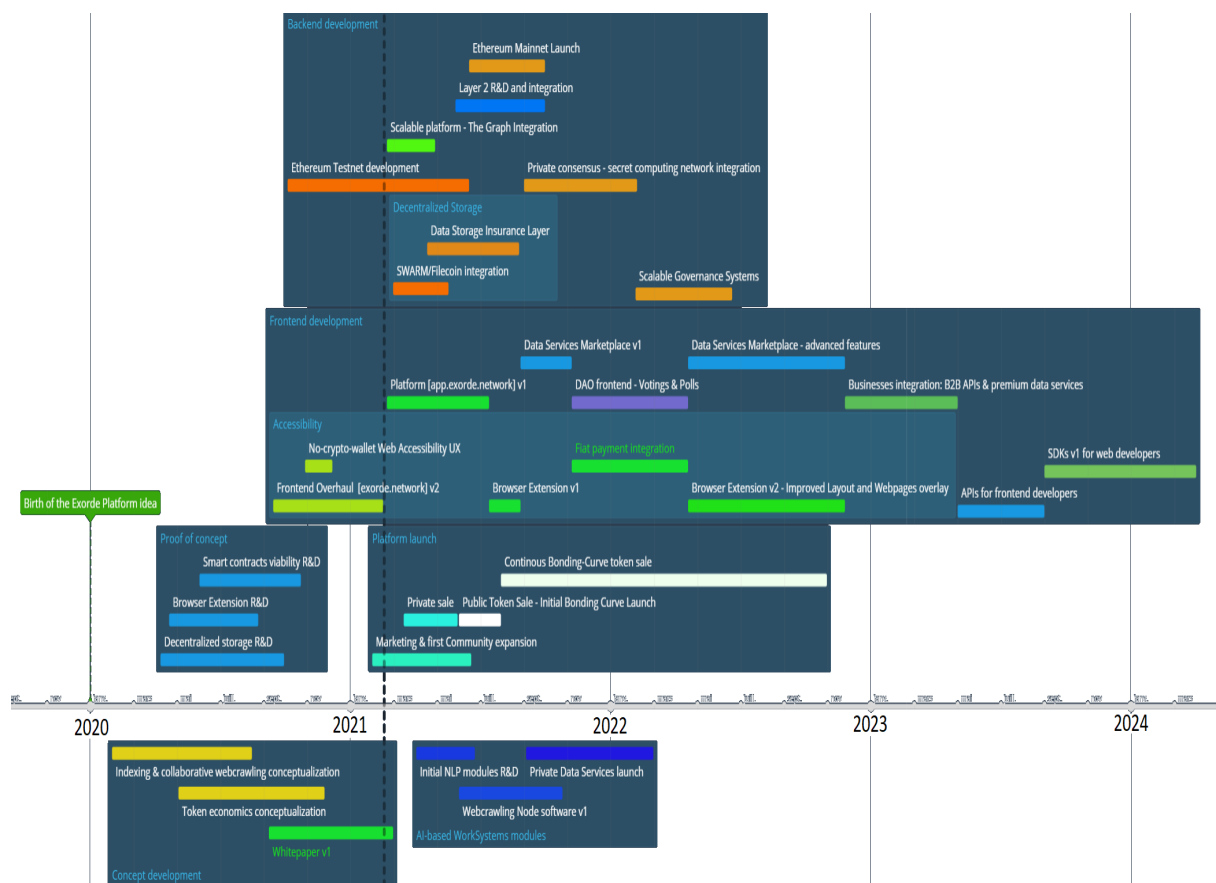 Backend development
Ethereum Mainnet Launch
Layer 2 R&D and integration
Scalable platform - The Graph Integration
Ethereum Testnet development
Private consensus - secret computing network integration
Decentralized Storage
Data Storage Insurance Layer
SWARM/Filecoin integration
Scalable Governance Systems
Frontend development
Data Services Marketplace v1
Data Services Marketplace - advanced features
Platform [app.exorde.network] v1
DAO frontend - Votings & Polls
Businesses integration: B2B APIs & premium data services
Accessibility
No-crypto-wallet Web Accessibility UX
Fiat payment integration
SDKs v1 for web developers
Frontend Overhaul [exorde.network] v2
Browser Extension v1
Browser Extension v2 - Improved Layout and Webpages overlay
APIs for frontend developers
Birth of the Exorde Platform idea
Proof of concept
Smart contracts viability R&D
Browser Extension R&D
Decentralized storage R&D
Platform launch
Continous Bonding-Curve token sale
Private sale
Public Token Sale - Initial Bonding Curve Launch
Marketing & first Community expansion
2020
2021
2022
2023
2024
Indexing & collaborative webcrawling conceptualization
Token economics conceptualization
Whitepaper v1
Concept development
Initial NLP modules R&D
Private Data Services launch
Webcrawling Node software v1
AI-based WorkSystems modules